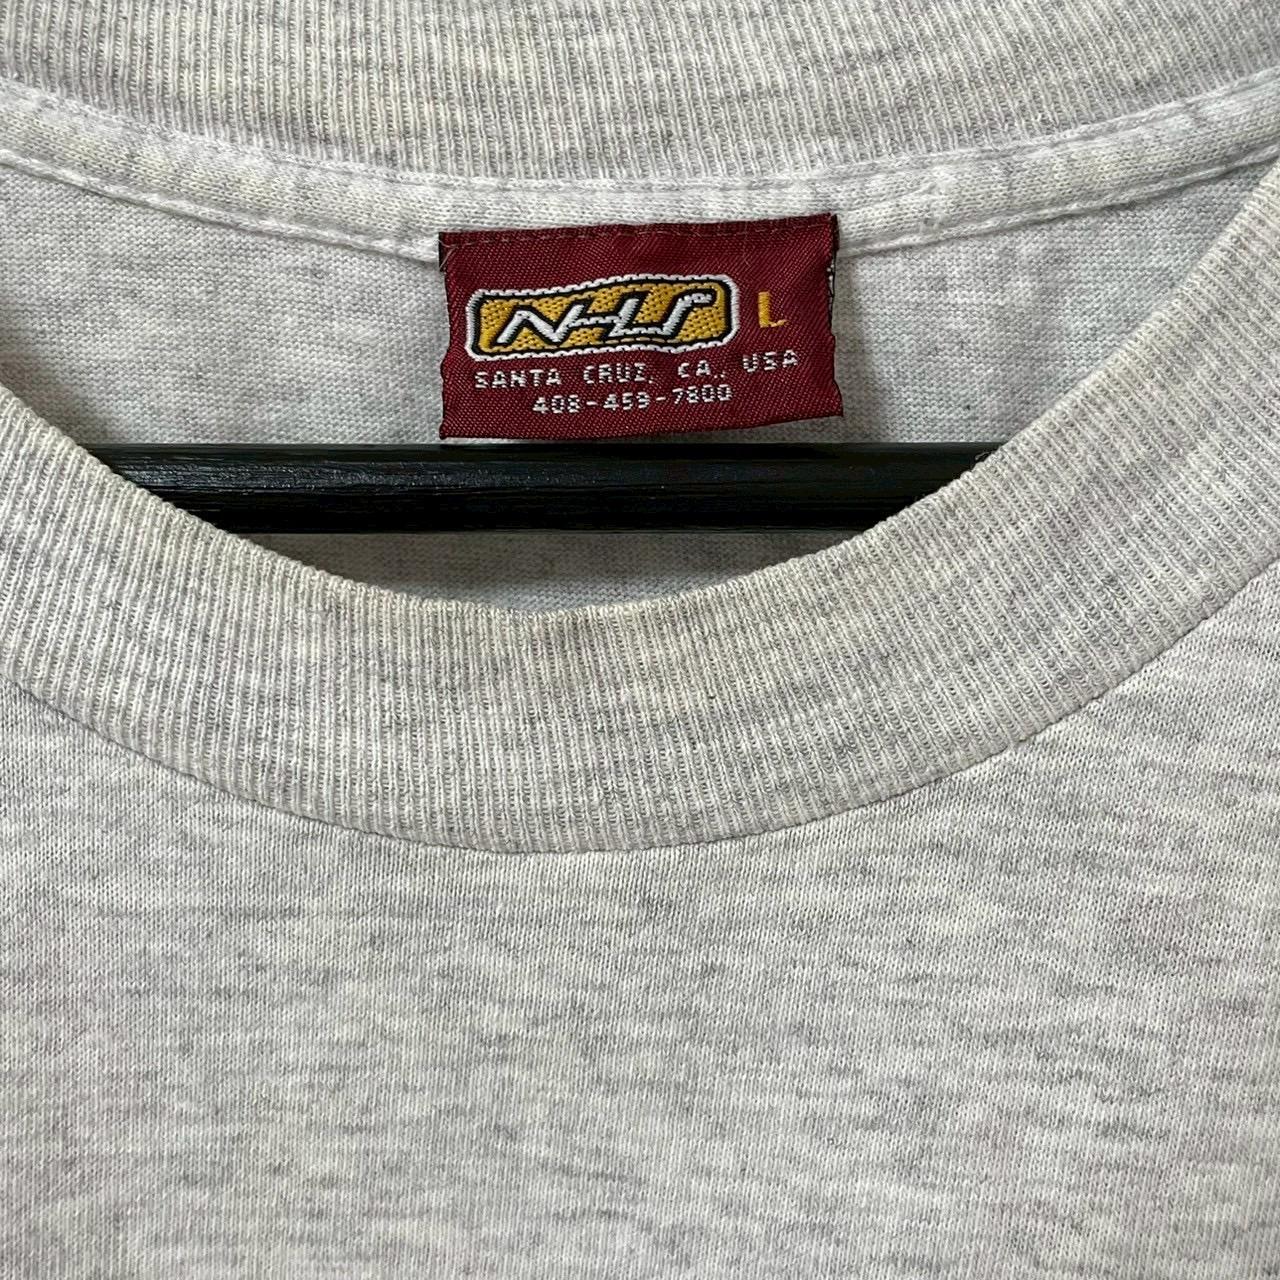 NHS L
SANTA CRUZ, CA., USA
408-459-7800